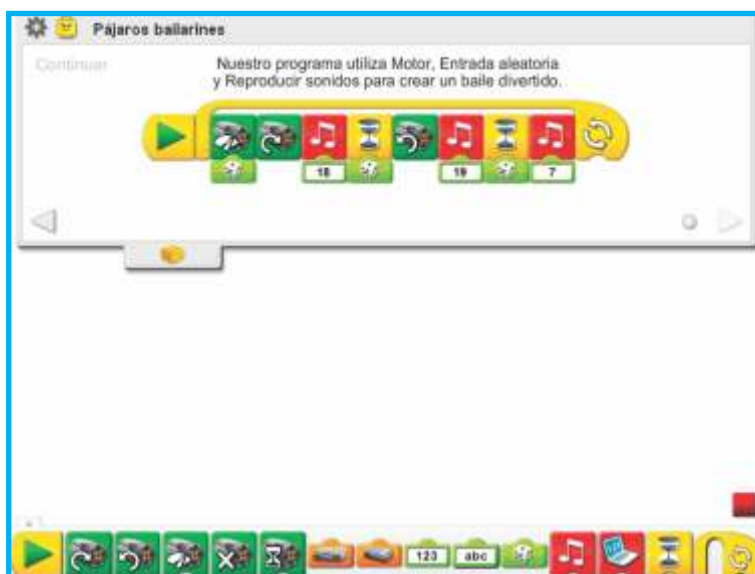 Pájaros bailarines
Continuar
Nuestro programa utiliza Motor, Entrada aleatoria
y Reproducir sonidos para crear un baile divertido.
18 19 7
123 abc